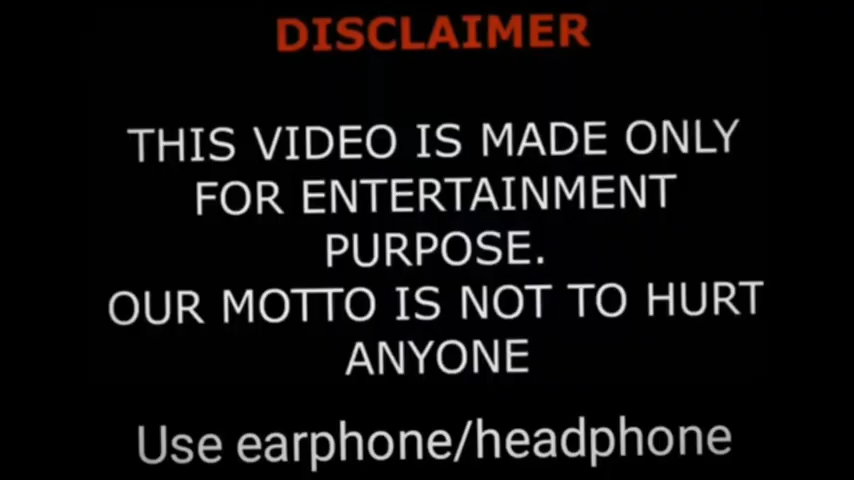 DISCLAIMER
THIS VIDEO IS MADE ONLY
FOR ENTERTAINMENT
PURPOSE.
OUR MOTTO IS NOT TO HURT
ANYONE
Use earphone/headphone